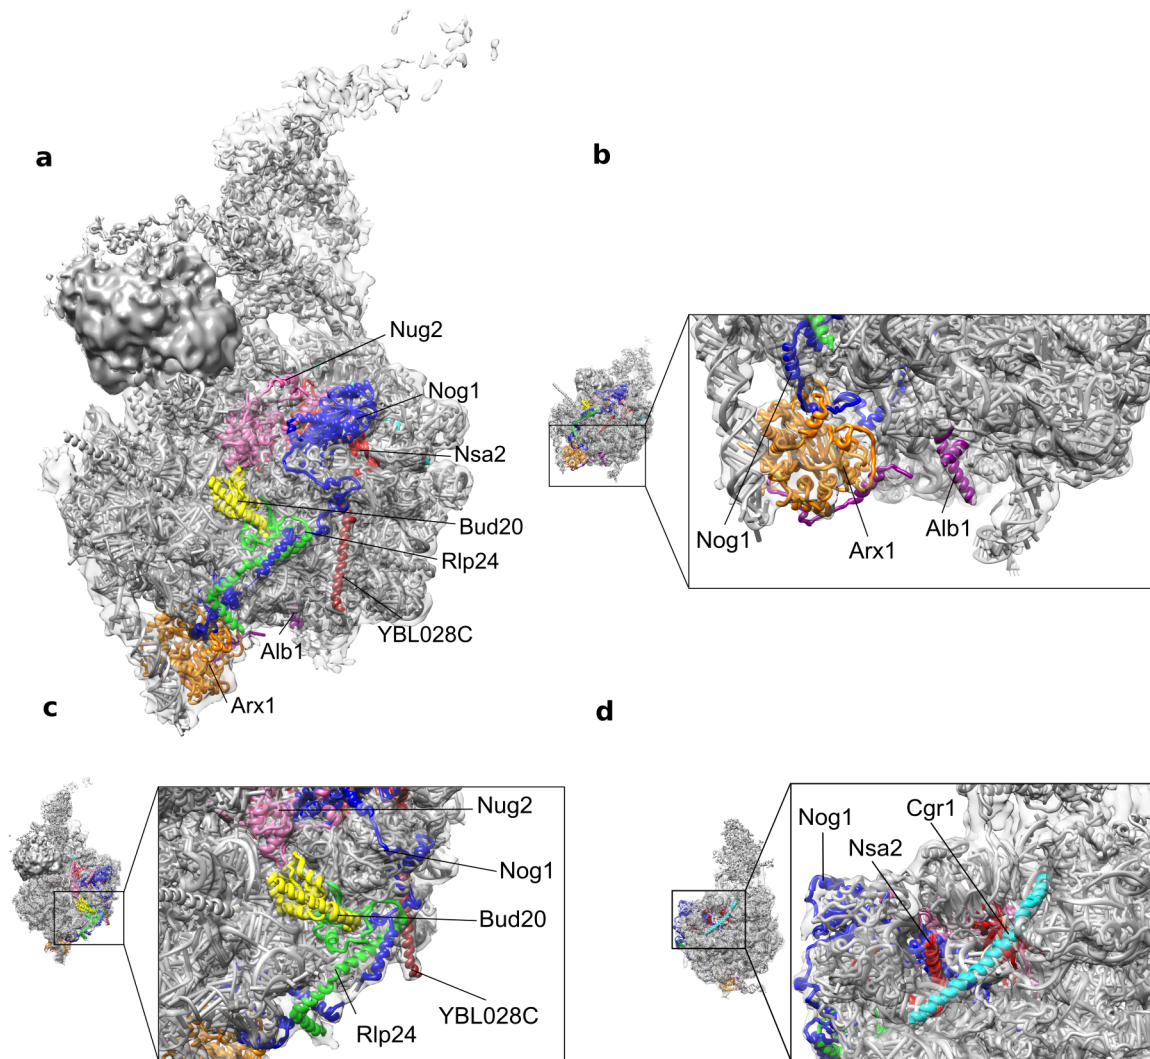 a
Nug2
Nog1
Nsa2
Bud20
Rlp24
YBL028C
Alb1
Arx1
b
Nog1
Arx1
Alb1
c
Nug2
Nog1
Bud20
YBL028C
Rlp24
d
Nog1
Nsa2
Cgr1